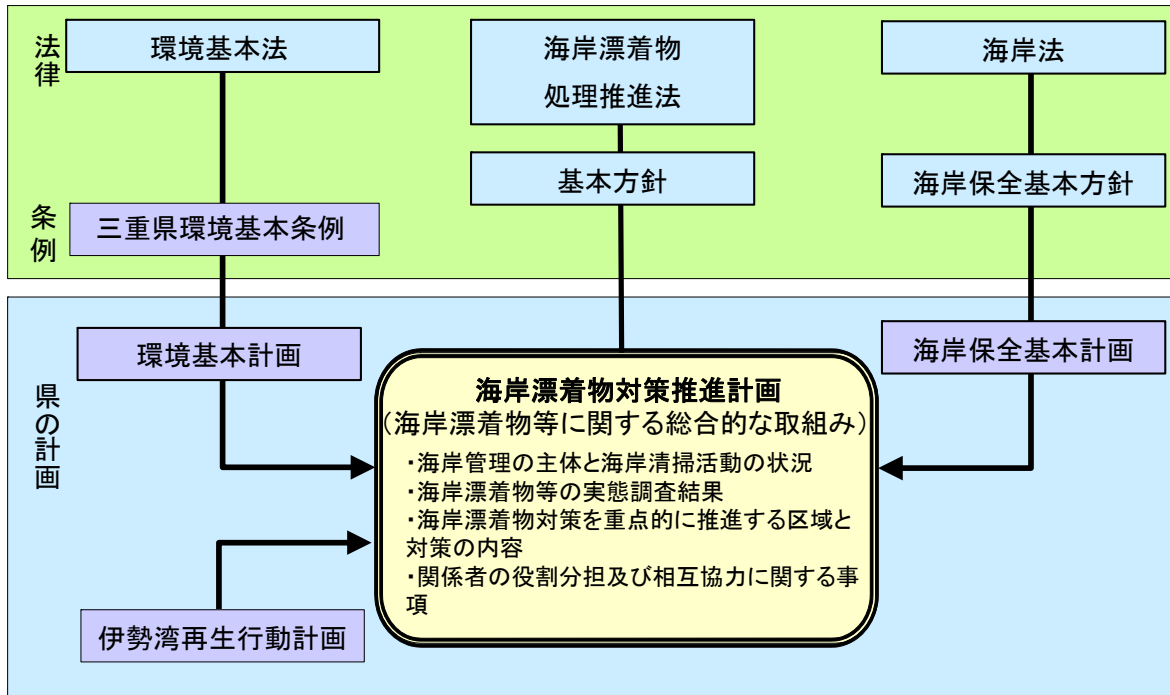 法律
環境基本法
海岸漂着物
処理推進法
海岸法
基本方針
海岸保全基本方針
条例
三重県環境基本条例
県の計画
環境基本計画
海岸保全基本計画
海岸漂着物対策推進計画
（海岸漂着物等に関する総合的な取組み）
・海岸管理の主体と海岸清掃活動の状況
・海岸漂着物等の実態調査結果
・海岸漂着物対策を重点的に推進する区域と
対策の内容
・関係者の役割分担及び相互協力に関する事
項
伊勢湾再生行動計画